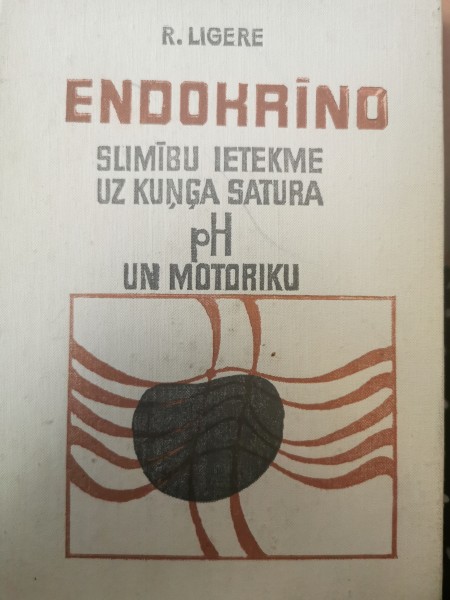 R. LIGERE
ENDOKRĪNO
SLIMĪBU IETEKME
UZ KUŅĢA SATURA
pH
UN MOTORIKU